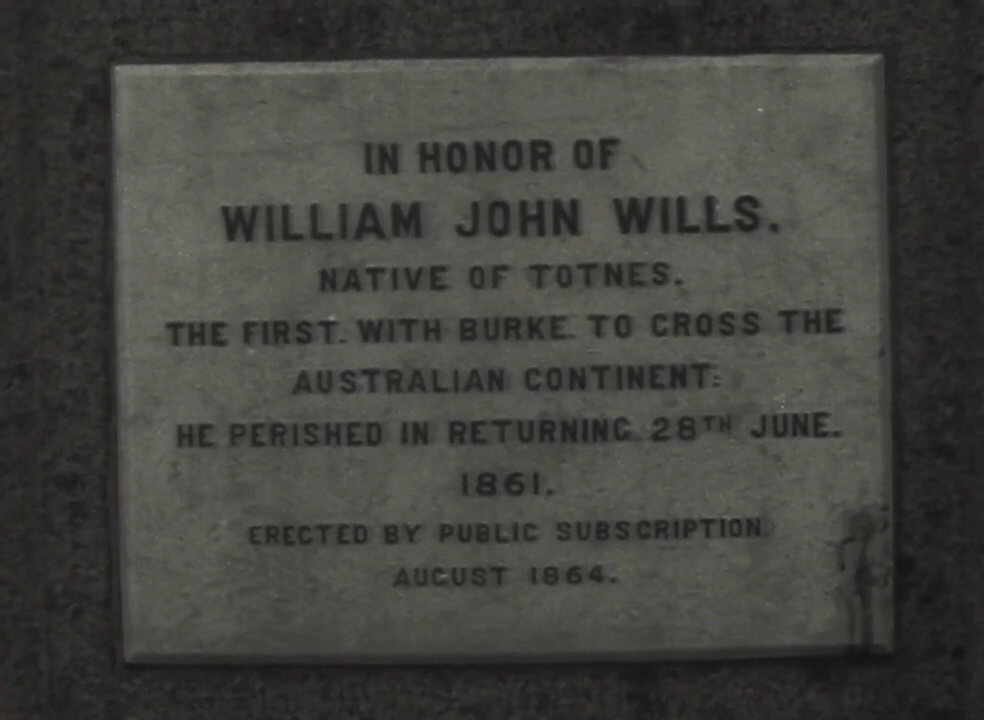 IN HONOR OF
WILLIAM JOHN WILLS.
NATIVE OF TOTNES.
THE FIRST. WITH BURKE. TO CROSS THE
AUSTRALIAN CONTINENT:
HE PERISHED IN RETURNING. 28TH JUNE.
1861.
ERECTED BY PUBLIC SUBSCRIPTION
AUGUST 1864.